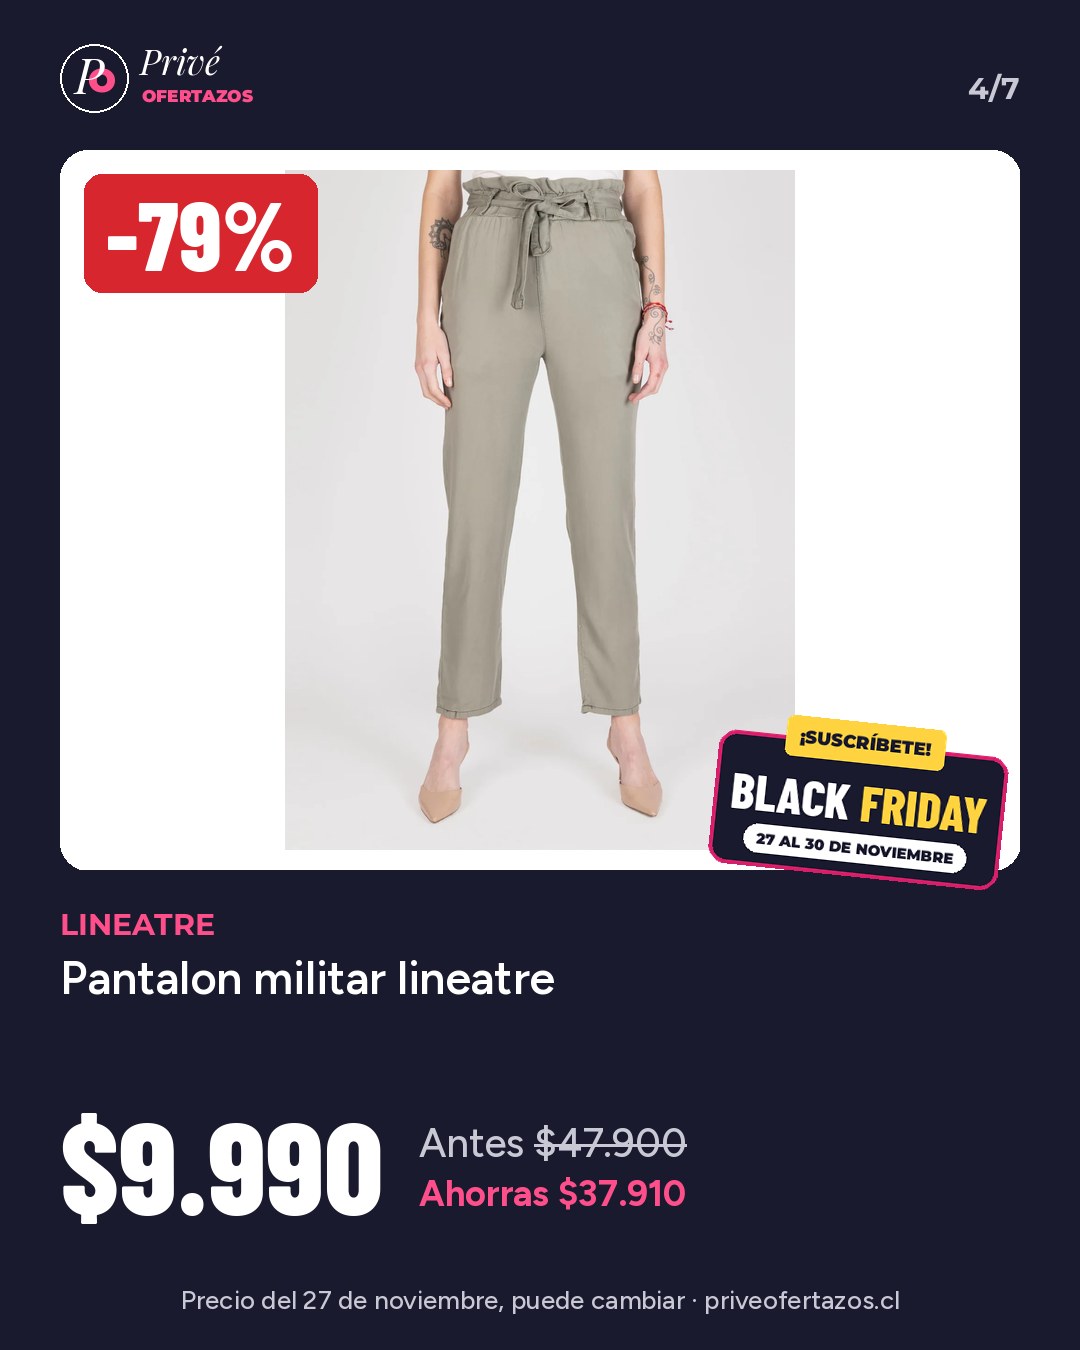 Po
Privé
OFERTAZOS
4/7
-79%
¡SUSCRÍBETE!
BLACK FRIDAY
27 AL 30 DE NOVIEMBRE
LINEATRE
Pantalon militar lineatre
$9.990
Antes $47.900
Ahorras $37.910
Precio del 27 de noviembre, puede cambiar · priveofertazos.cl